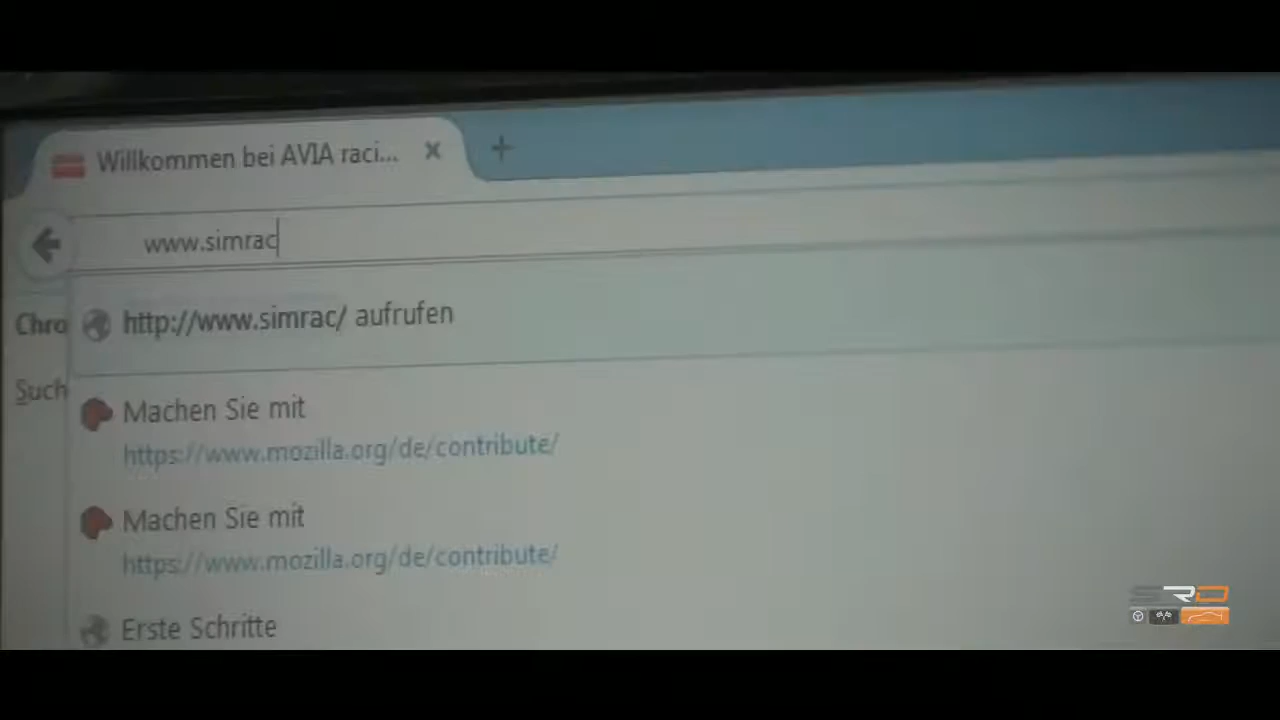 Willkommen bei AVIA raci...
www.simrac
Chro
http://www.simrac/ aufrufen
Such
Machen Sie mit
https://www.mozilla.org/de/contribute/
Machen Sie mit
https://www.mozilla.org/de/contribute/
Erste Schritte
SRD